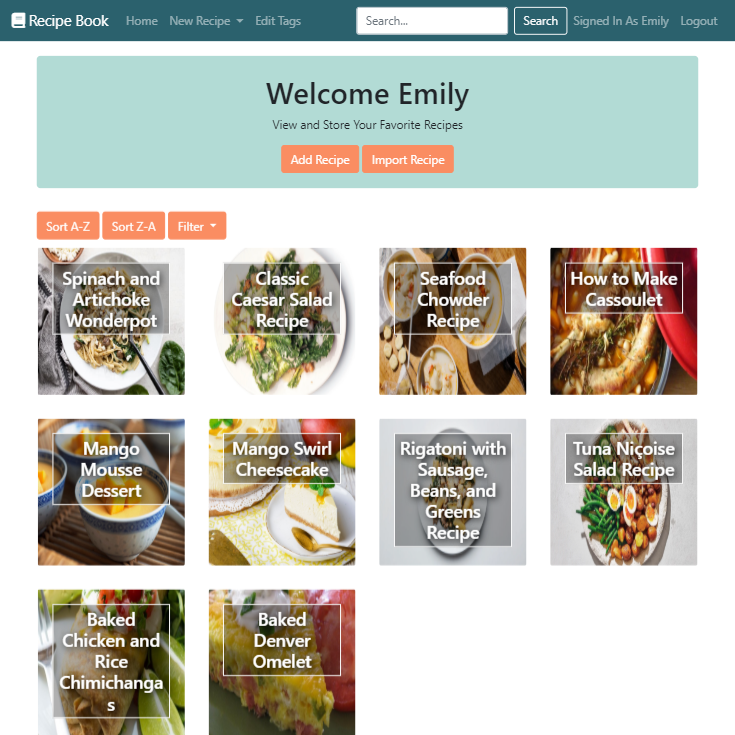 Recipe Book Home New Recipe Edit Tags Search... Search Signed In As Emily Logout
Welcome Emily
View and Store Your Favorite Recipes
Add Recipe Import Recipe
Sort A-Z Sort Z-A Filter
Spinach and
Artichoke
Wonderpot
Classic
Caesar Salad
Recipe
Seafood
Chowder
Recipe
How to Make
Cassoulet
Mango
Mousse
Dessert
Mango Swirl
Cheesecake
Rigatoni with
Sausage,
Beans, and
Greens
Recipe
Tuna Niçoise
Salad Recipe
Baked
Chicken and
Rice
Chimichanga
s
Baked
Denver
Omelet